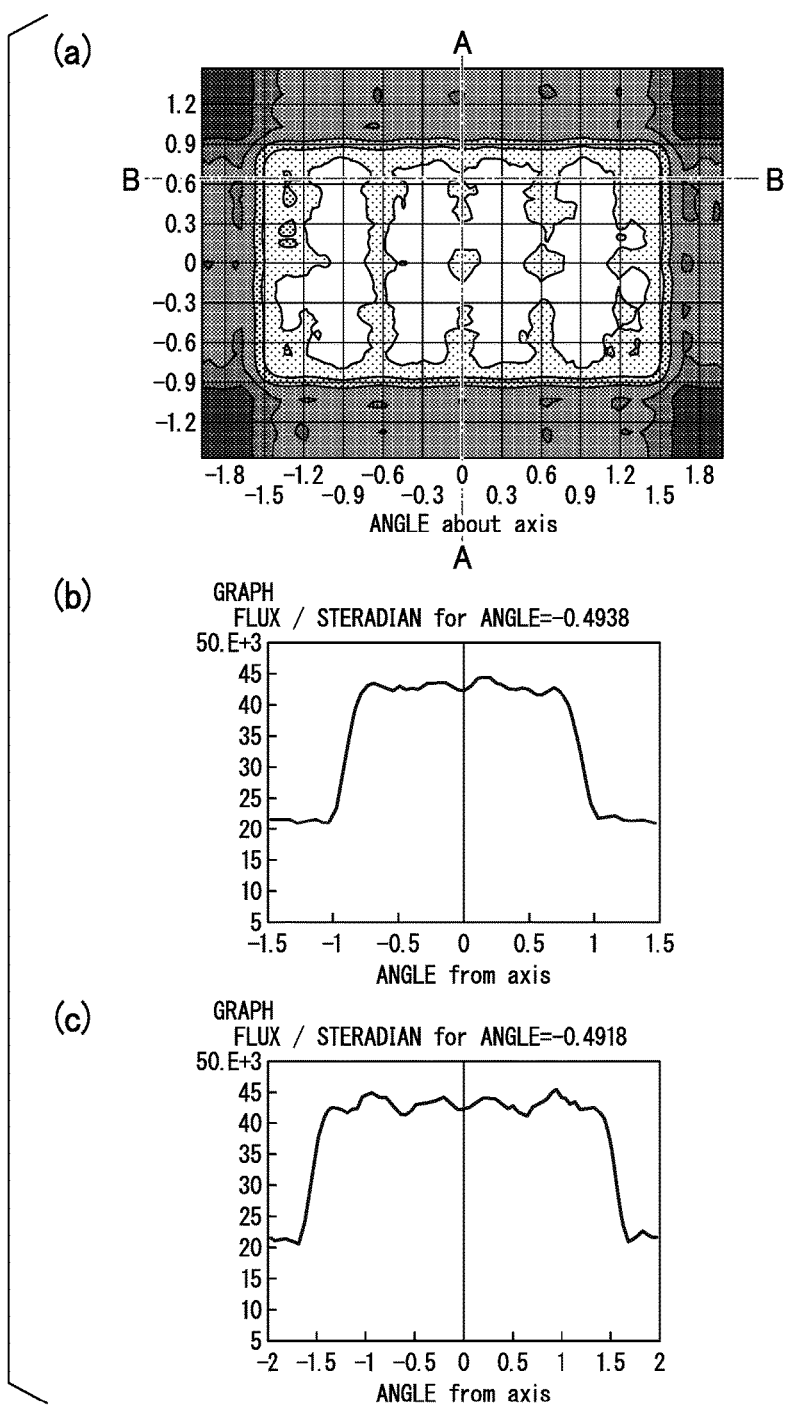 (a)
A
1.2
0.9
B
B
0.6
0.3
0
-0.3
-0.6
-0.9
-1.2
-1.8 -1.2 -0.6 0 0.6 1.2 1.8
-1.5 -0.9 -0.3 0.3 0.9 1.5
ANGLE about axis
A
(b)
GRAPH
FLUX / STERADIAN for ANGLE=-0.4938
50.E+3
45
40
35
30
25
20
15
10
5
-1.5 -1 -0.5 0 0.5 1 1.5
ANGLE from axis
(c)
GRAPH
FLUX / STERADIAN for ANGLE=-0.4918
50.E+3
45
40
35
30
25
20
15
10
5
-2 -1.5 -1 -0.5 0 0.5 1 1.5 2
ANGLE from axis